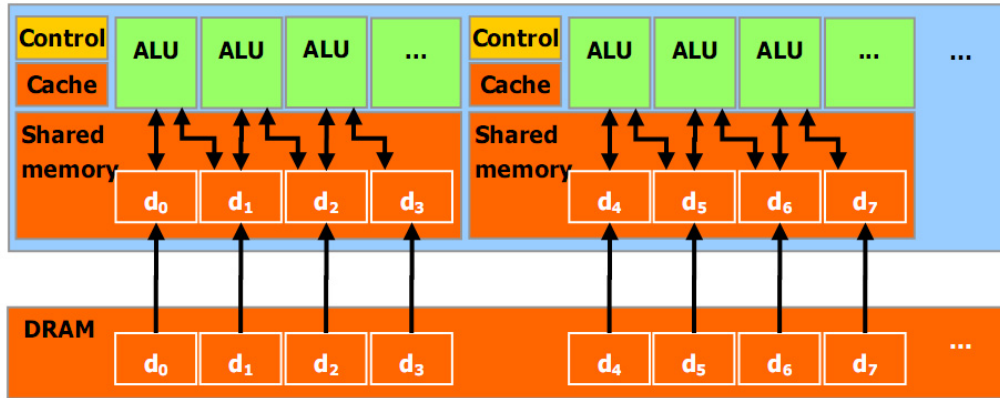 Control
Cache
ALU
ALU
ALU
...
Control
Cache
ALU
ALU
ALU
...
...
Shared
memory
d₀
d₁
d₂
d₃
Shared
memory
d₄
d₅
d₆
d₇
DRAM
d₀
d₁
d₂
d₃
d₄
d₅
d₆
d₇
...